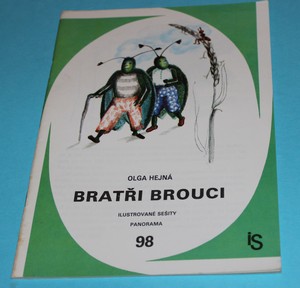 OLGA HEJNÁ
BRATŘI BROUCI
ILUSTROVANÉ SEŠITY
PANORAMA
98
iS